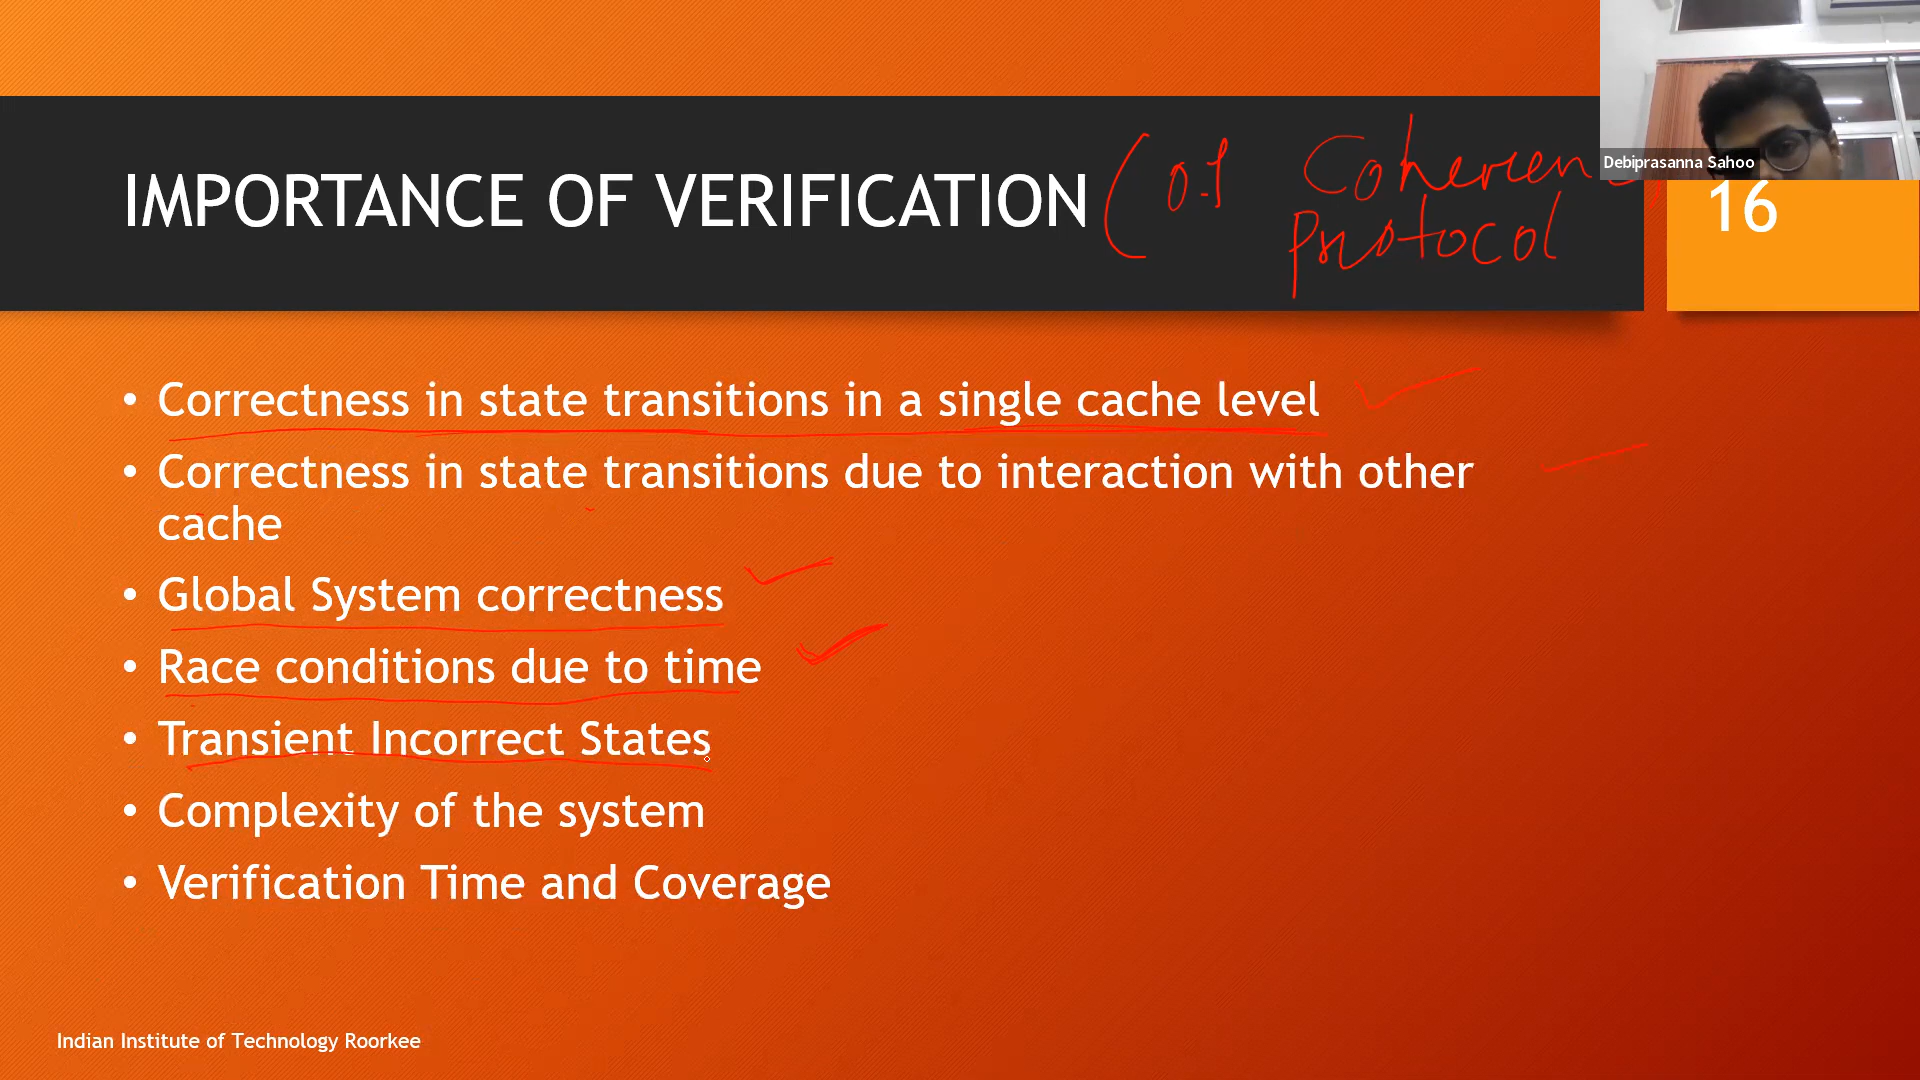 IMPORTANCE OF VERIFICATION
Protocol
Debiprasanna Sahoo
16
• Correctness in state transitions in a single cache level
• Correctness in state transitions due to interaction with other
cache
• Global System correctness
• Race conditions due to time
• Transient Incorrect States
• Complexity of the system
• Verification Time and Coverage
Indian Institute of Technology Roorkee